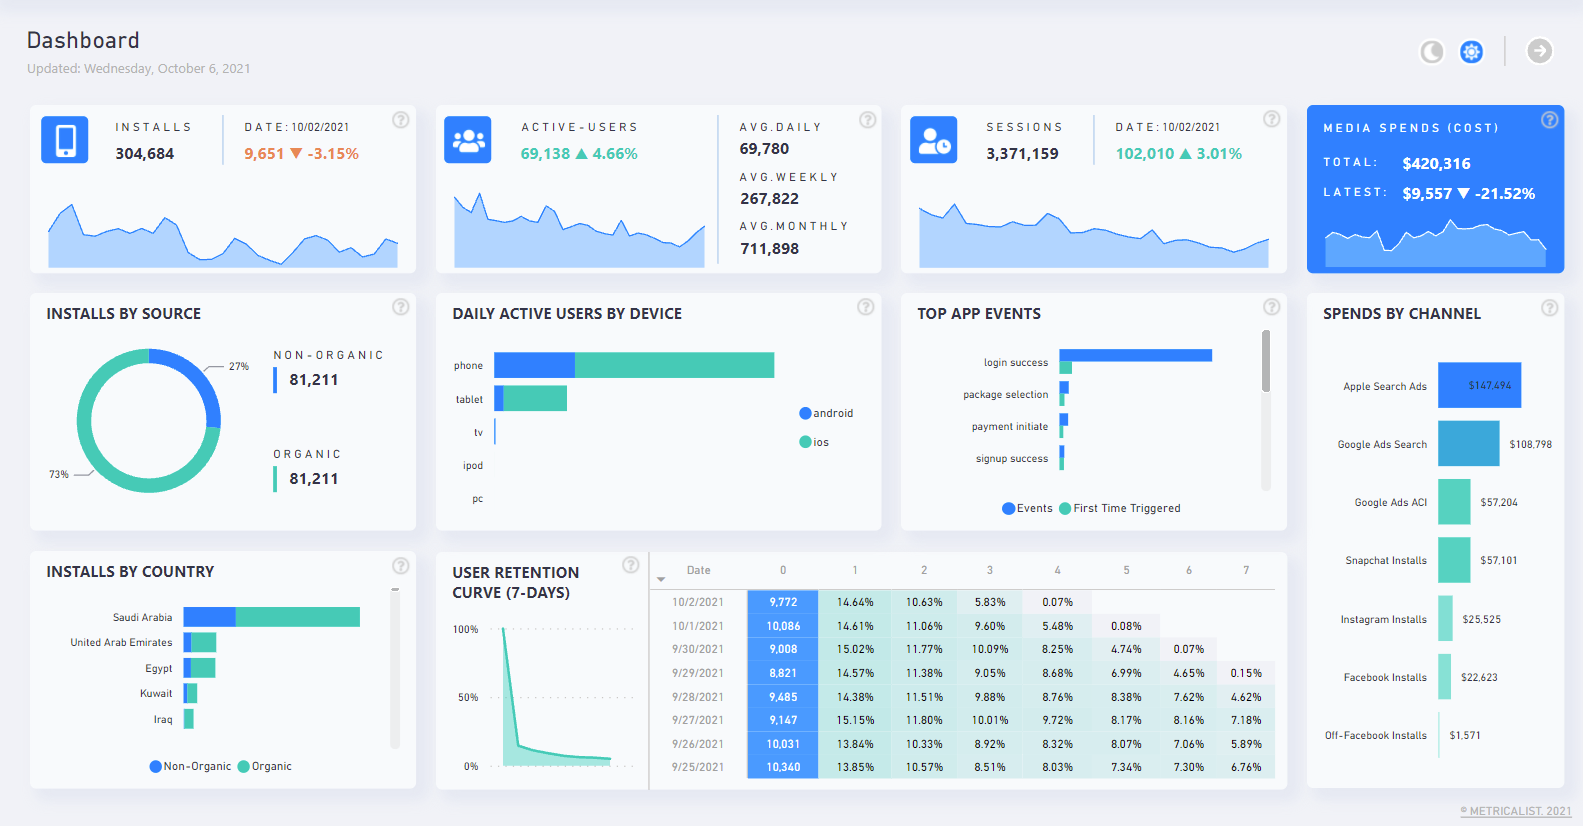 Dashboard
Updated: Wednesday, October 6, 2021
INSTALLS
304,684
DATE: 10/02/2021
9,651 ▼ -3.15%
ACTIVE-USERS
69,138 ▲ 4.66%
AVG.DAILY
69,780
AVG.WEEKLY
267,822
AVG.MONTHLY
711,898
SESSIONS
3,371,159
DATE: 10/02/2021
102,010 ▲ 3.01%
MEDIA SPENDS (COST)
TOTAL: $420,316
LATEST: $9,557 ▼ -21.52%
INSTALLS BY SOURCE
27%
73%
NON-ORGANIC
81,211
ORGANIC
81,211
DAILY ACTIVE USERS BY DEVICE
phone
tablet
tv
ipod
pc
android
ios
TOP APP EVENTS
login success
package selection
payment initiate
signup success
Events First Time Triggered
SPENDS BY CHANNEL
Apple Search Ads $147,494
Google Ads Search $108,798
Google Ads ACI $57,204
Snapchat Installs $57,101
Instagram Installs $25,525
Facebook Installs $22,623
Off-Facebook Installs $1,571
INSTALLS BY COUNTRY
Saudi Arabia
United Arab Emirates
Egypt
Kuwait
Iraq
Non-Organic Organic
USER RETENTION
CURVE (7-DAYS)
100%
50%
0%
Date 0 1 2 3 4 5 6 7
10/2/2021 9,772 14.64% 10.63% 5.83% 0.07%
10/1/2021 10,086 14.61% 11.06% 9.60% 5.48% 0.08%
9/30/2021 9,008 15.02% 11.77% 10.09% 8.25% 4.74% 0.07%
9/29/2021 8,821 14.57% 11.38% 9.05% 8.68% 6.99% 4.65% 0.15%
9/28/2021 9,485 14.38% 11.51% 9.88% 8.76% 8.38% 7.62% 4.62%
9/27/2021 9,147 15.15% 11.80% 10.01% 9.72% 8.17% 8.16% 7.18%
9/26/2021 10,031 13.84% 10.33% 8.92% 8.32% 8.07% 7.06% 5.89%
9/25/2021 10,340 13.85% 10.57% 8.51% 8.03% 7.34% 7.30% 6.76%
© METRICALIST. 2021